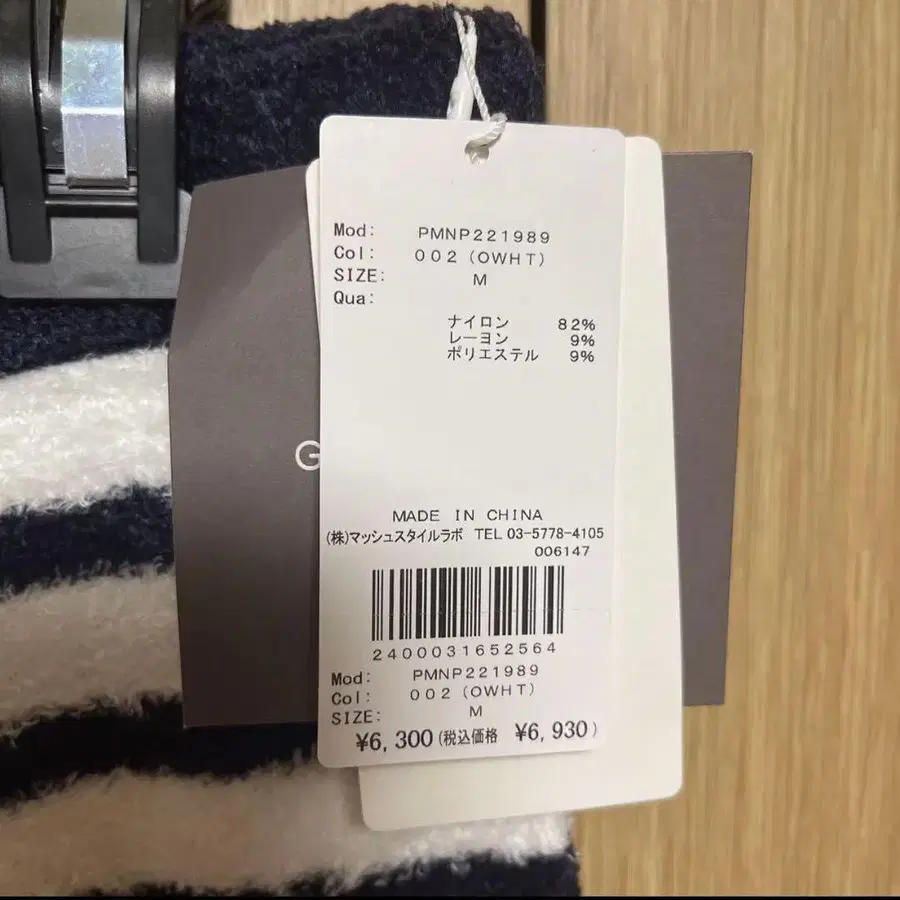 Mod: PMNP221989
Col: 002 (OWHT)
SIZE: M
Qua:
ナイロン 82%
レーヨン 9%
ポリエステル 9%
G
MADE IN CHINA
(株)マッシュスタイルラボ TEL 03-5778-4105
006147
2400031652564
Mod: PMNP221989
Col: 002 (OWHT)
SIZE: M
¥6,300 (税込価格 ¥6,930)